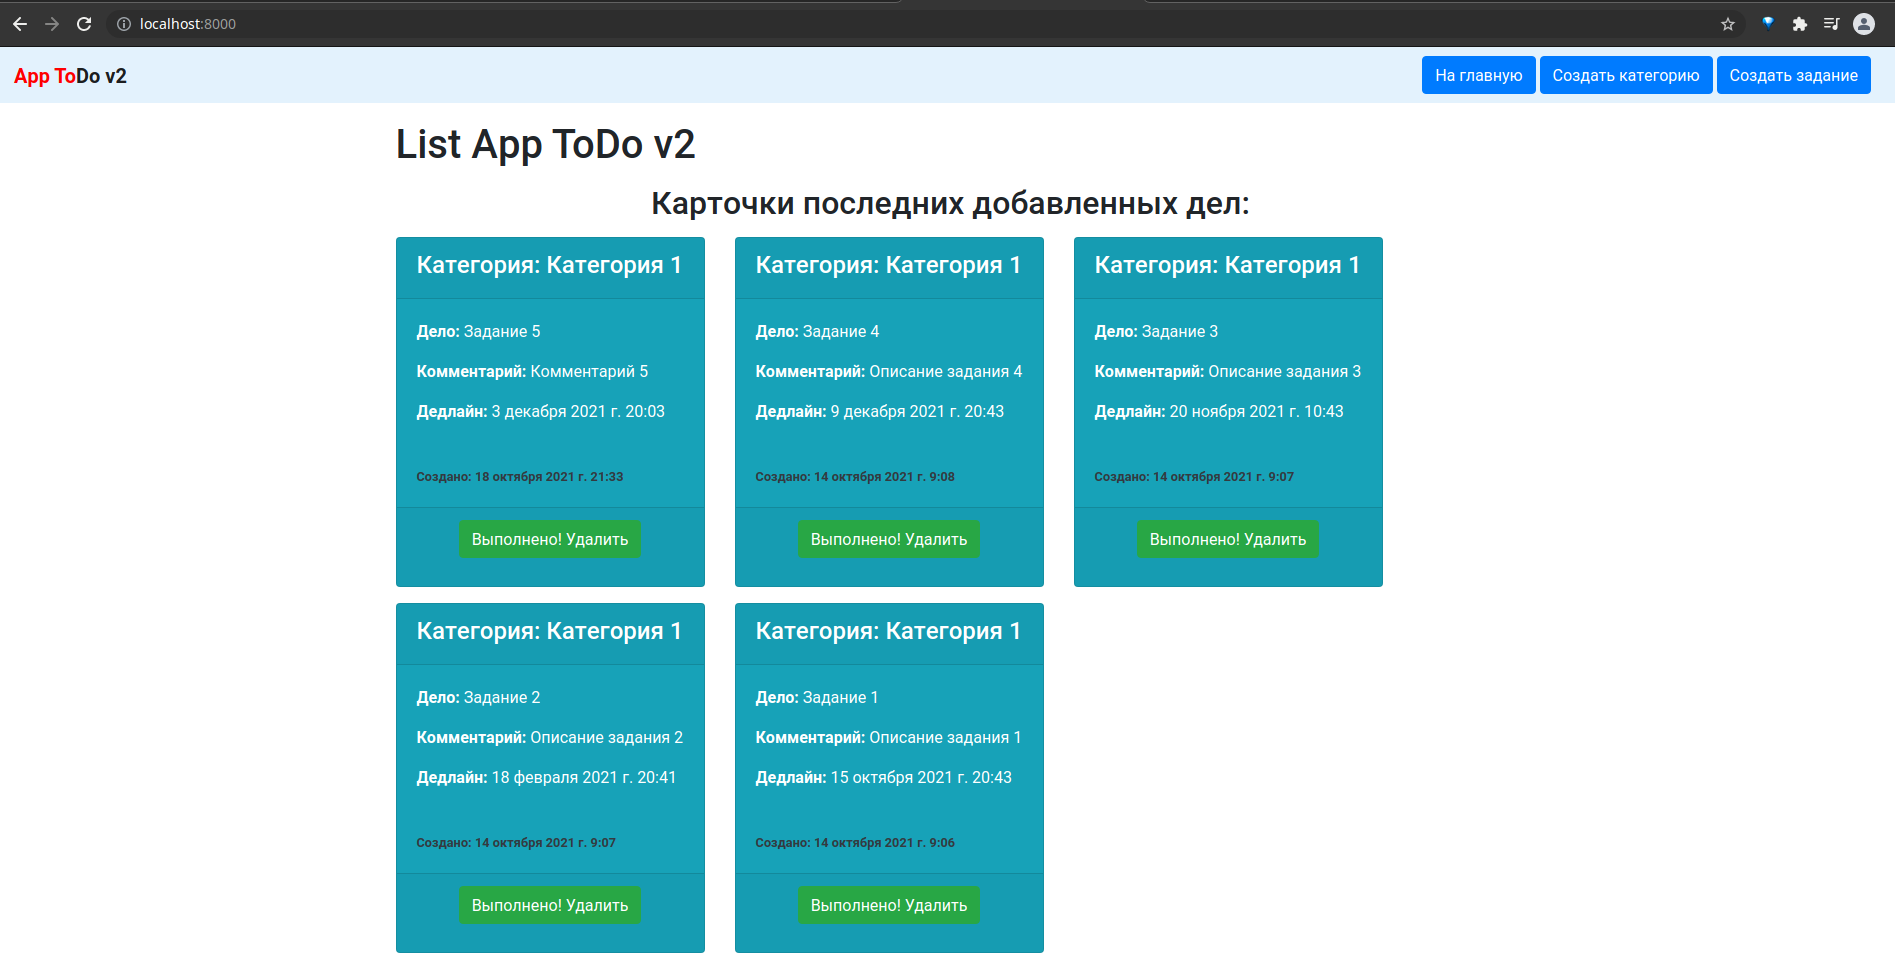 localhost:8000
App ToDo v2
На главную
Создать категорию
Создать задание
List App ToDo v2
Карточки последних добавленных дел:
Категория: Категория 1
Дело: Задание 5
Комментарий: Комментарий 5
Дедлайн: 3 декабря 2021 г. 20:03
Создано: 18 октября 2021 г. 21:33
Выполнено! Удалить
Категория: Категория 1
Дело: Задание 4
Комментарий: Описание задания 4
Дедлайн: 9 декабря 2021 г. 20:43
Создано: 14 октября 2021 г. 9:08
Выполнено! Удалить
Категория: Категория 1
Дело: Задание 3
Комментарий: Описание задания 3
Дедлайн: 20 ноября 2021 г. 10:43
Создано: 14 октября 2021 г. 9:07
Выполнено! Удалить
Категория: Категория 1
Дело: Задание 2
Комментарий: Описание задания 2
Дедлайн: 18 февраля 2021 г. 20:41
Создано: 14 октября 2021 г. 9:07
Выполнено! Удалить
Категория: Категория 1
Дело: Задание 1
Комментарий: Описание задания 1
Дедлайн: 15 октября 2021 г. 20:43
Создано: 14 октября 2021 г. 9:06
Выполнено! Удалить